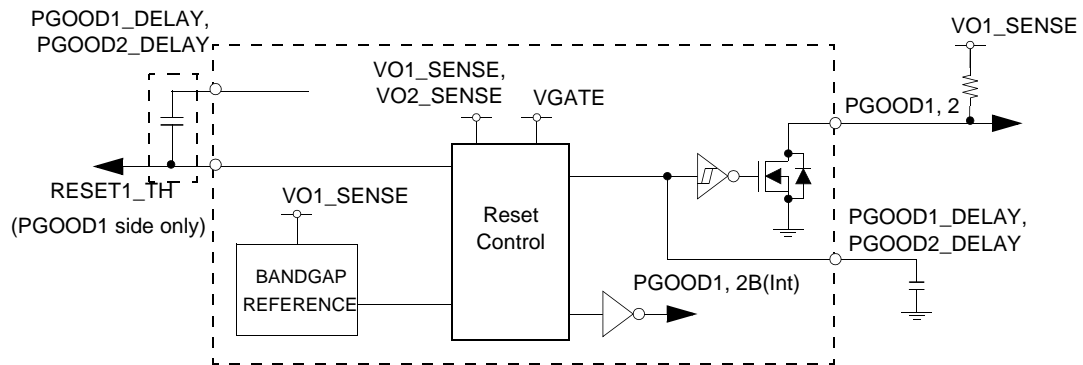 PGOOD1_DELAY,
PGOOD2_DELAY
VO1_SENSE
VO1_SENSE,
VO2_SENSE
VGATE
PGOOD1, 2
RESET1_TH
(PGOOD1 side only)
VO1_SENSE
Reset
Control
PGOOD1_DELAY,
PGOOD2_DELAY
BANDGAP
REFERENCE
PGOOD1, 2B(Int)